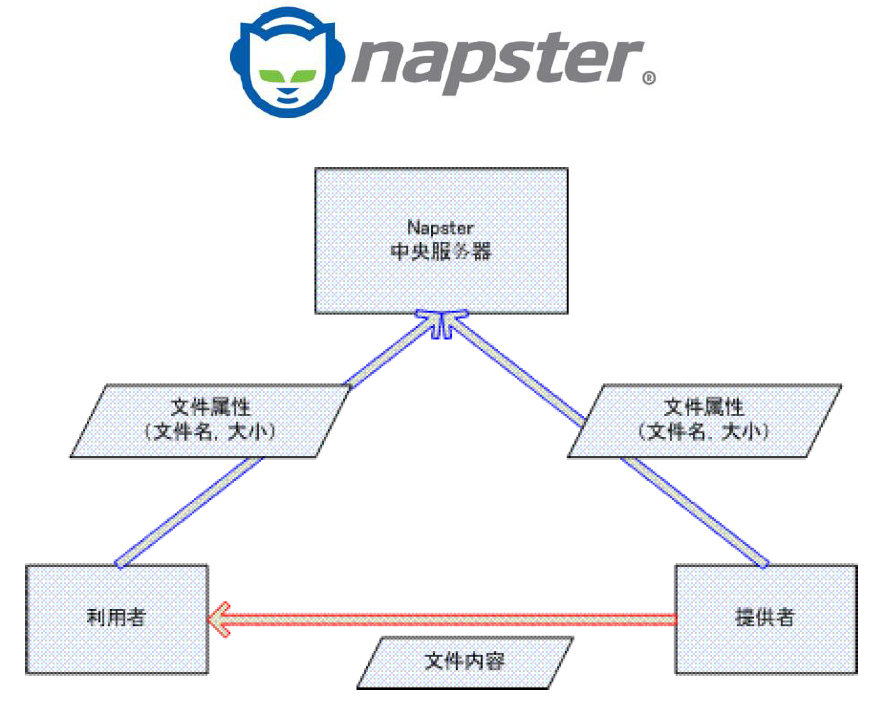 napster®
Napster
中央服务器
文件属性
(文件名, 大小)
文件属性
(文件名, 大小)
利用者
提供者
文件内容